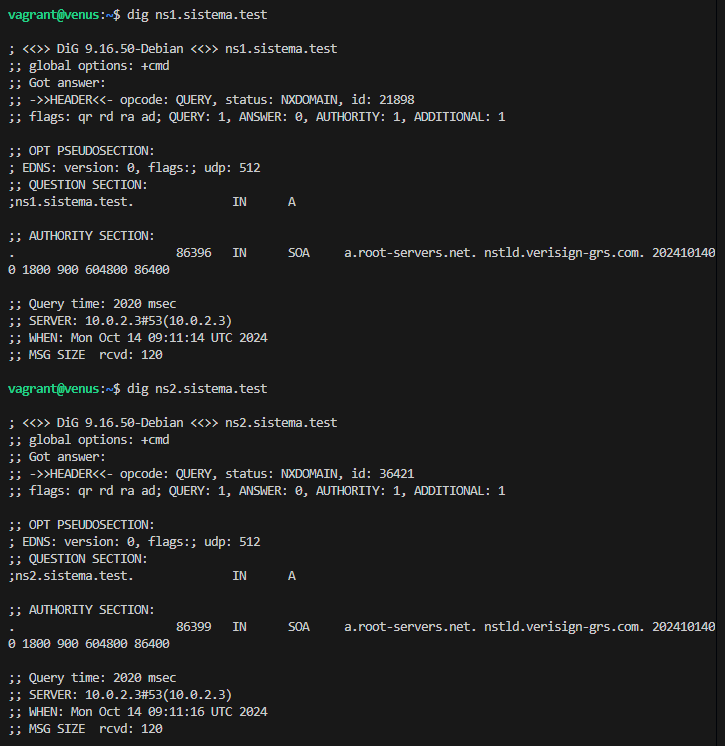 vagrant@venus:~$ dig ns1.sistema.test

; <<>> DiG 9.16.50-Debian <<>> ns1.sistema.test
;; global options: +cmd
;; Got answer:
;; ->>HEADER<<- opcode: QUERY, status: NXDOMAIN, id: 21898
;; flags: qr rd ra ad; QUERY: 1, ANSWER: 0, AUTHORITY: 1, ADDITIONAL: 1

;; OPT PSEUDOSECTION:
; EDNS: version: 0, flags:; udp: 512
;; QUESTION SECTION:
;ns1.sistema.test. IN A

;; AUTHORITY SECTION:
. 86396 IN SOA a.root-servers.net. nstld.verisign-grs.com. 202410140
0 1800 900 604800 86400

;; Query time: 2020 msec
;; SERVER: 10.0.2.3#53(10.0.2.3)
;; WHEN: Mon Oct 14 09:11:14 UTC 2024
;; MSG SIZE rcvd: 120

vagrant@venus:~$ dig ns2.sistema.test

; <<>> DiG 9.16.50-Debian <<>> ns2.sistema.test
;; global options: +cmd
;; Got answer:
;; ->>HEADER<<- opcode: QUERY, status: NXDOMAIN, id: 36421
;; flags: qr rd ra ad; QUERY: 1, ANSWER: 0, AUTHORITY: 1, ADDITIONAL: 1

;; OPT PSEUDOSECTION:
; EDNS: version: 0, flags:; udp: 512
;; QUESTION SECTION:
;ns2.sistema.test. IN A

;; AUTHORITY SECTION:
. 86399 IN SOA a.root-servers.net. nstld.verisign-grs.com. 202410140
0 1800 900 604800 86400

;; Query time: 2020 msec
;; SERVER: 10.0.2.3#53(10.0.2.3)
;; WHEN: Mon Oct 14 09:11:16 UTC 2024
;; MSG SIZE rcvd: 120